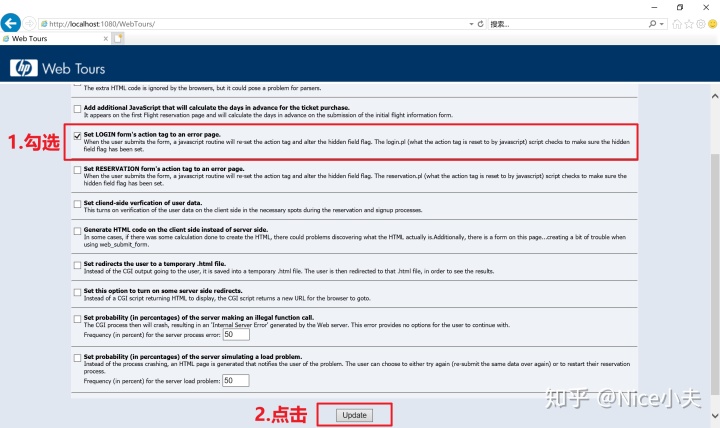 http://localhost:1080/WebTours/
搜索...
Web Tours
hp Web Tours
The extra HTML code is ignored by the browsers, but it could pose a problem for parsers.
Add additional JavaScript that will calculate the days in advance for the ticket purchase.
It appears on the first Flight reservation page and will calculate the days in advance on the submission of the initial flight information form.
1.勾选
Set LOGIN form's action tag to an error page.
When the user submits the form, a javascript routine will re-set the action tag and alter the hidden field flag. The login.pl (what the action tag is reset to by javascript) script checks to make sure the hidden
field flag has been set.
Set RESERVATION form's action tag to an error page.
When the user submits the form, a javascript routine will re-set the action tag and alter the hidden field flag. The reservation.pl (what the action tag is reset to by javascript) script checks to make sure the
hidden field flag has been set.
Set cliend-side verfication of user data.
This turns on verification of the user data on the client side in the necessary spots during the reservation and signup processes.
Generate HTML code on the client side instead of server side.
In some cases, if there was some calculation done to create the HTML, there could problems discovering what the HTML actually is.Additionally, there is a form on this page...creating a bit of trouble when
using web_submit_form.
Set redirects the user to a temporary .html file.
Instead of the CGI output going to the user, it is saved into a temporary .html file. The user is then redirected to that .html file, in order to see the results.
Set this option to turn on some server side redirects.
Instead of a CGI script returning HTML to display, the CGI script returns a new URL for the browser to goto.
Set probability (in percentages) of the server making an illegal function call.
The CGI process then will crash, resulting in an 'Internal Server Error' generated by the Web server. This error provides no options for the user to continue with.
Frequency (in percent) for the server process error: 50
Set probability (in percentages) of the server simulating a load problem.
Instead of the process crashing, an HTML page is generated that notifies the user of the problem. The user can choose to either try again (re-submit the same data over again) or to restart their reservation
process.
Frequency (in percent) for the server load problem: 50
知乎 @Nice小夫
2.点击
Update